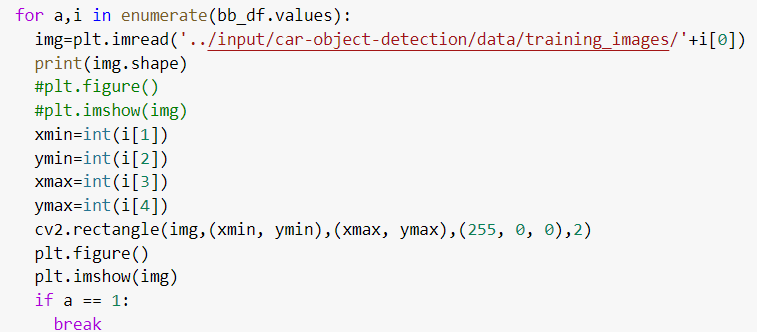 for a,i in enumerate(bb_df.values):
  img=plt.imread('../input/car-object-detection/data/training_images/'+i[0])
  print(img.shape)
  #plt.figure()
  #plt.imshow(img)
  xmin=int(i[1])
  ymin=int(i[2])
  xmax=int(i[3])
  ymax=int(i[4])
  cv2.rectangle(img,(xmin, ymin),(xmax, ymax),(255, 0, 0),2)
  plt.figure()
  plt.imshow(img)
  if a == 1:
    break